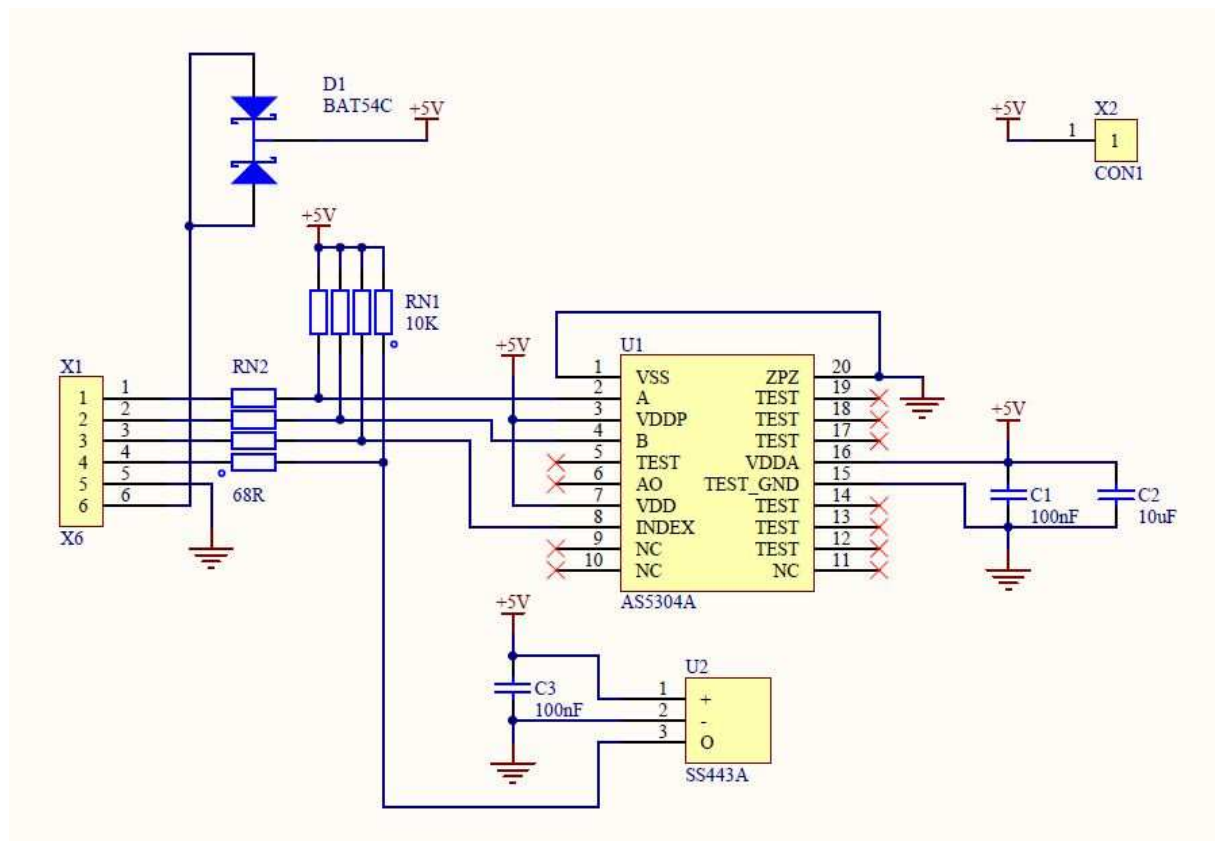 D1
BAT54C
+5V
+5V
X2
1
1
CON1
+5V
RN1
10K
X1
1
1
2
2
3
3
4
4
5
5
6
6
X6
RN2
68R
+5V
U1
1
VSS
2
A
3
VDDP
4
B
5
TEST
6
AO
7
VDD
8
INDEX
9
NC
10
NC
ZPZ
20
TEST
19
TEST
18
TEST
17
VDDA
16
TEST_GND
15
TEST
14
TEST
13
TEST
12
NC
11
AS5304A
+5V
C1
100nF
C2
10uF
+5V
C3
100nF
U2
1
+
2
-
3
O
SS443A